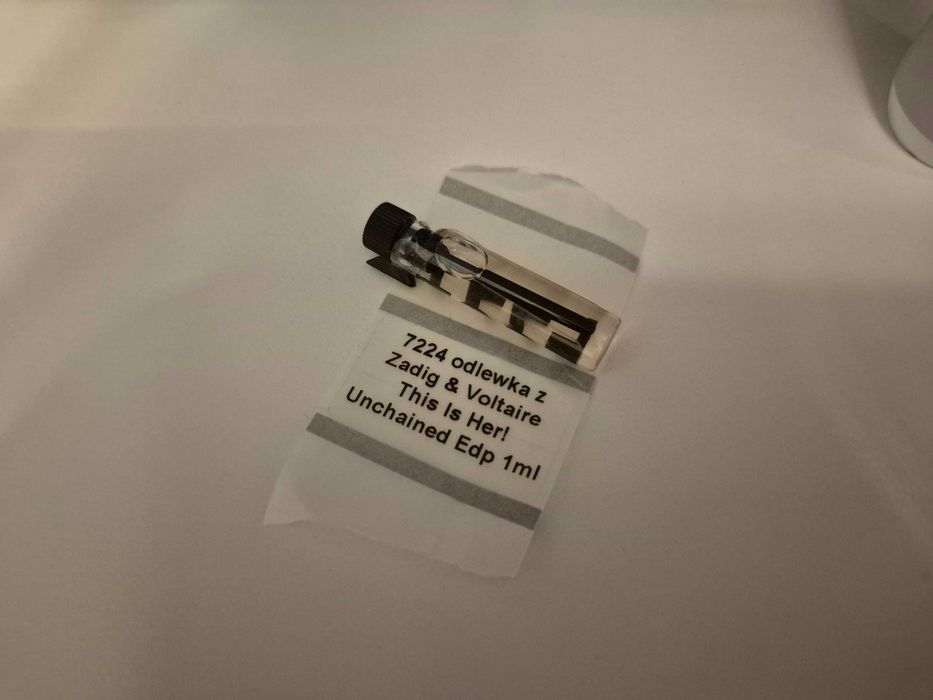 7224 odlewka z
Zadig & Voltaire
This Is Her!
Unchained Edp 1ml